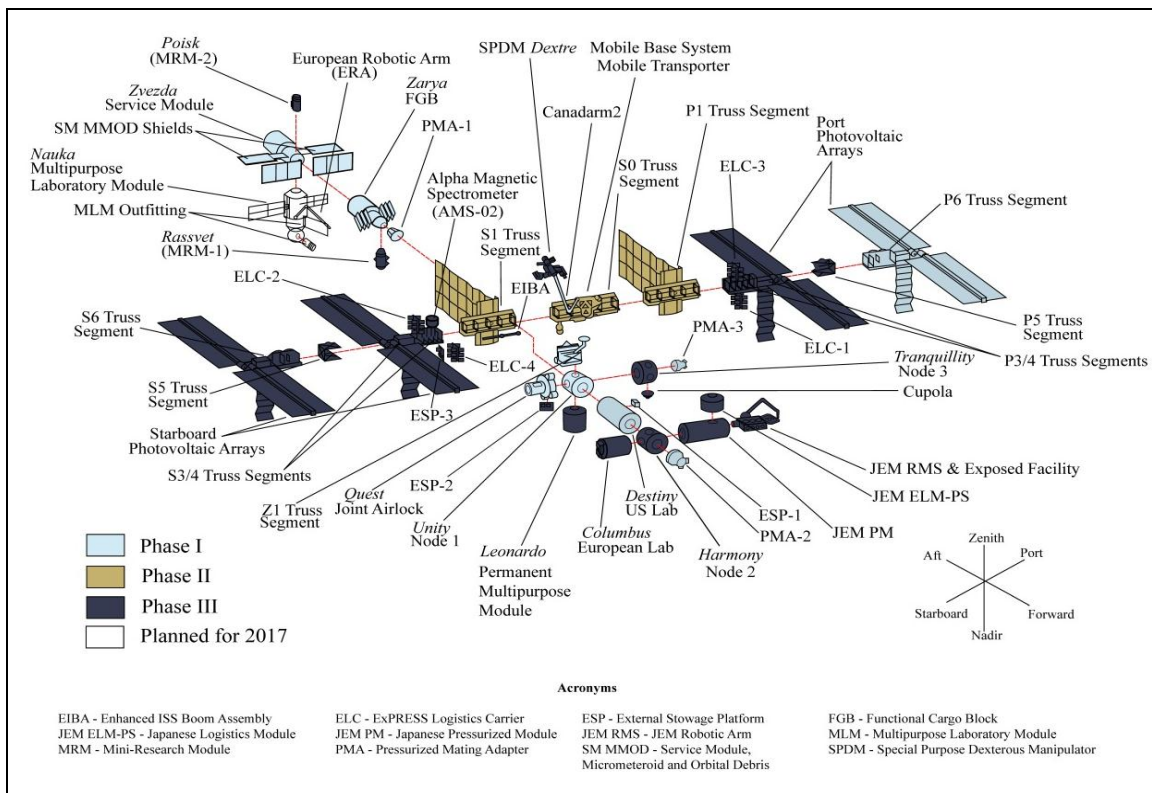 Poisk
(MRM-2)
European Robotic Arm
(ERA)
Zvezda
Service Module
SM MMOD Shields
Nauka
Multipurpose
Laboratory Module
MLM Outfitting
Rassvet
(MRM-1)
Zarya
FGB
PMA-1
Alpha Magnetic
Spectrometer
(AMS-02)
SPDM Dextre
Mobile Base System
Mobile Transporter
Canadarm2
P1 Truss Segment
S0 Truss
Segment
Port
Photovoltaic
Arrays
ELC-3
P6 Truss Segment
S1 Truss
Segment
EIBA
ELC-2
S6 Truss
Segment
ELC-4
PMA-3
ELC-1
P5 Truss
Segment
P3/4 Truss Segments
Tranquillity
Node 3
Cupola
S5 Truss
Segment
ESP-3
Starboard
Photovoltaic Arrays
S3/4 Truss Segments
Z1 Truss
Segment
Quest
Joint Airlock
ESP-2
Unity
Node 1
Leonardo
Permanent
Multipurpose
Module
Columbus
European Lab
Destiny
US Lab
Harmony
Node 2
ESP-1
PMA-2
JEM PM
JEM RMS & Exposed Facility
JEM ELM-PS
Phase I
Phase II
Phase III
Planned for 2017
Zenith
Aft
Port
Starboard
Forward
Nadir
Acronyms
EIBA - Enhanced ISS Boom Assembly
JEM ELM-PS - Japanese Logistics Module
MRM - Mini-Research Module
ELC - ExPRESS Logistics Carrier
JEM PM - Japanese Pressurized Module
PMA - Pressurized Mating Adapter
ESP - External Stowage Platform
JEM RMS - JEM Robotic Arm
SM MMOD - Service Module,
Micrometeroid and Orbital Debris
FGB - Functional Cargo Block
MLM - Multipurpose Laboratory Module
SPDM - Special Purpose Dexterous Manipulator